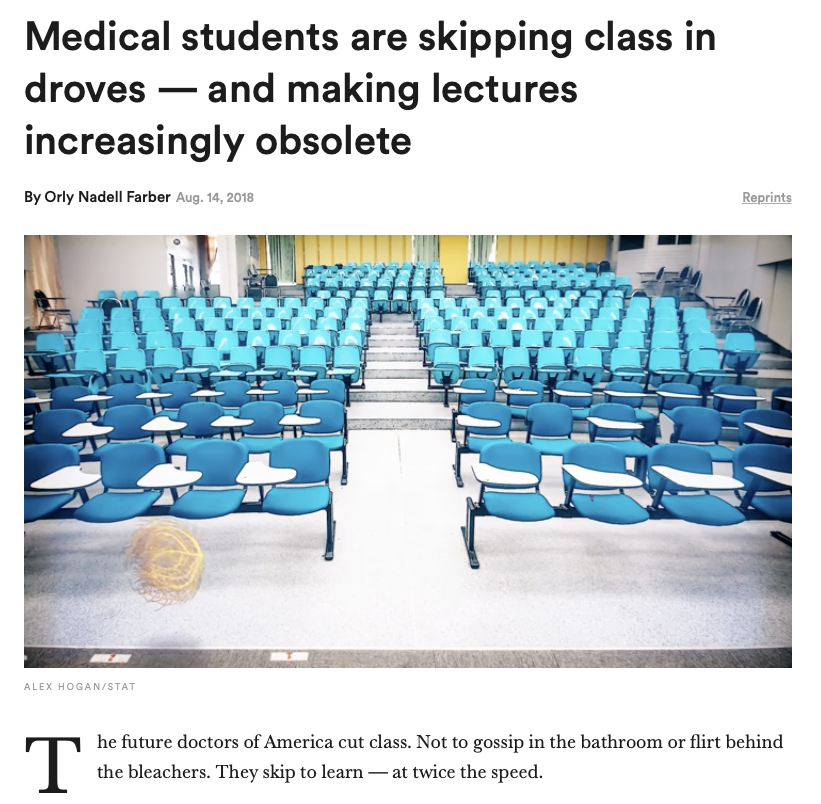 Medical students are skipping class in
droves — and making lectures
increasingly obsolete
By Orly Nadell Farber Aug. 14, 2018 Reprints
ALEX HOGAN/STAT
The future doctors of America cut class. Not to gossip in the bathroom or flirt behind
the bleachers. They skip to learn — at twice the speed.